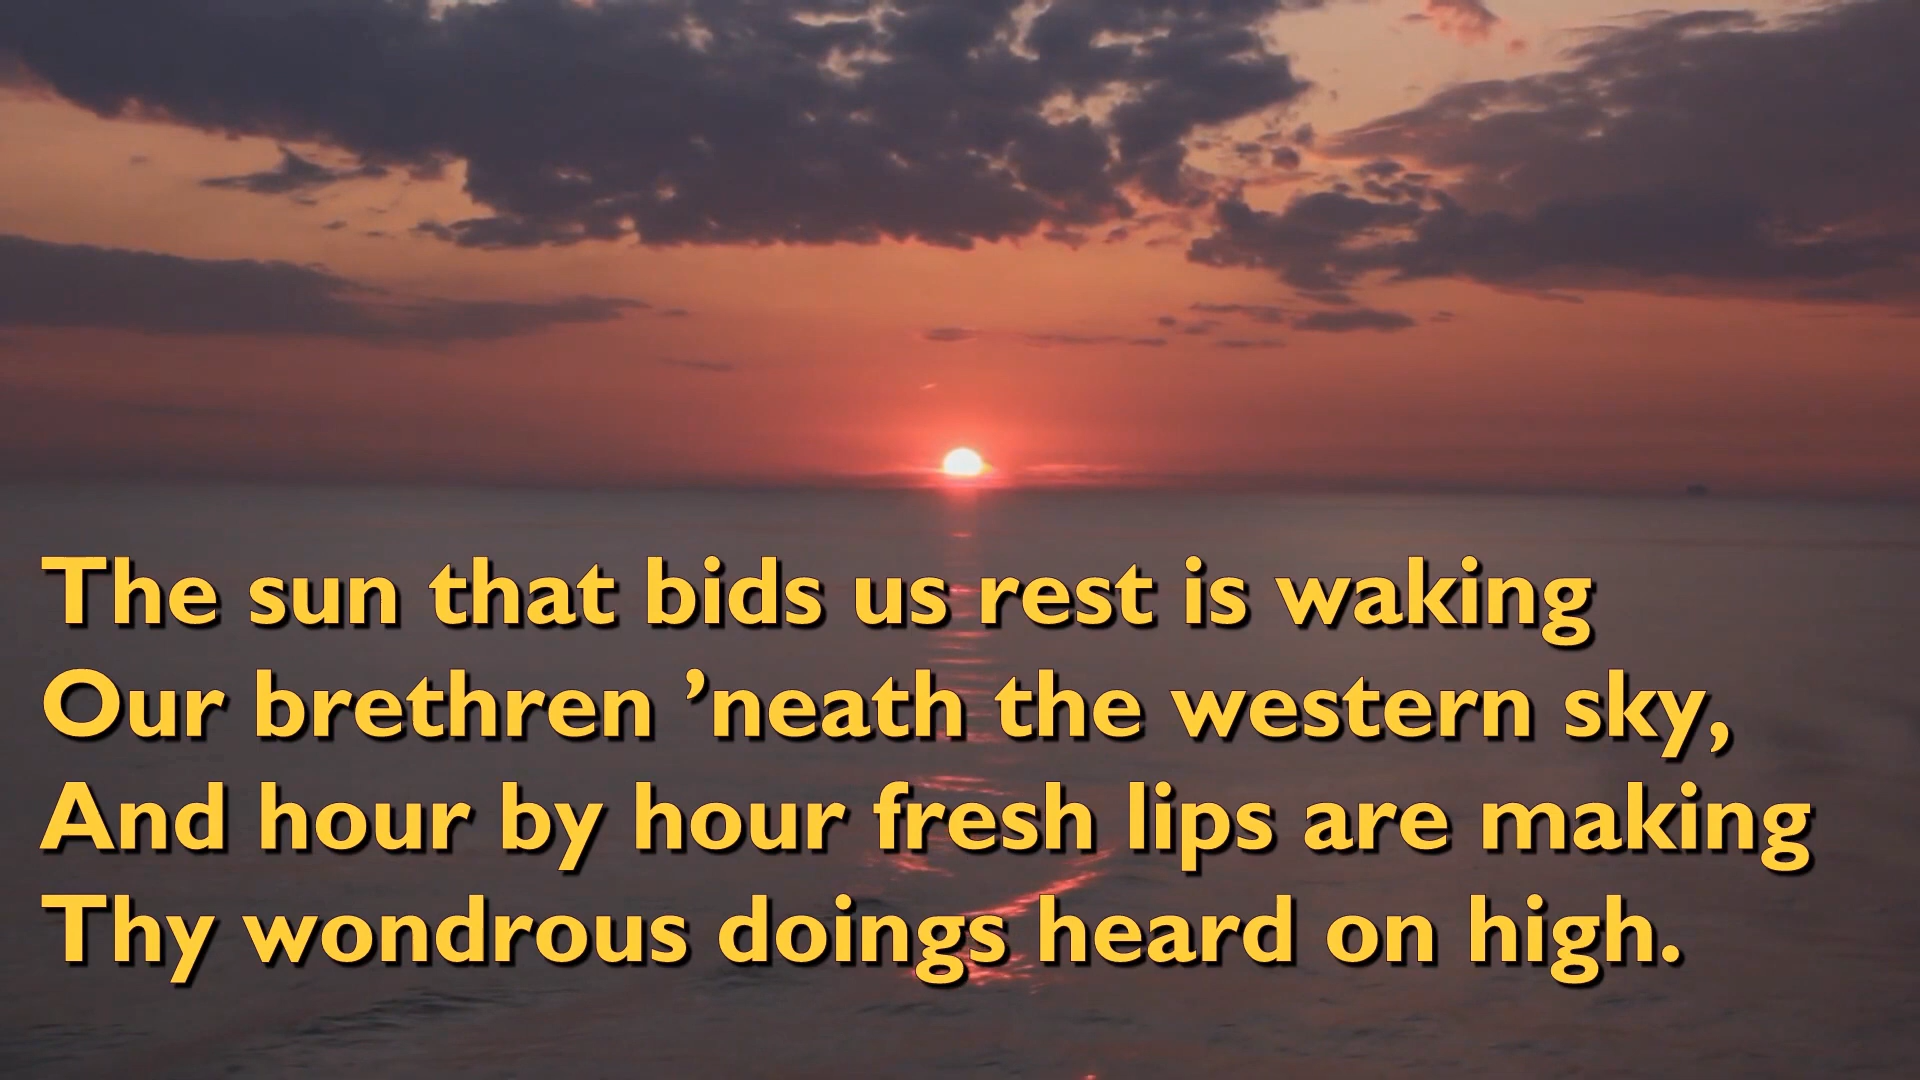 The sun that bids us rest is waking
Our brethren ’neath the western sky,
And hour by hour fresh lips are making
Thy wondrous doings heard on high.